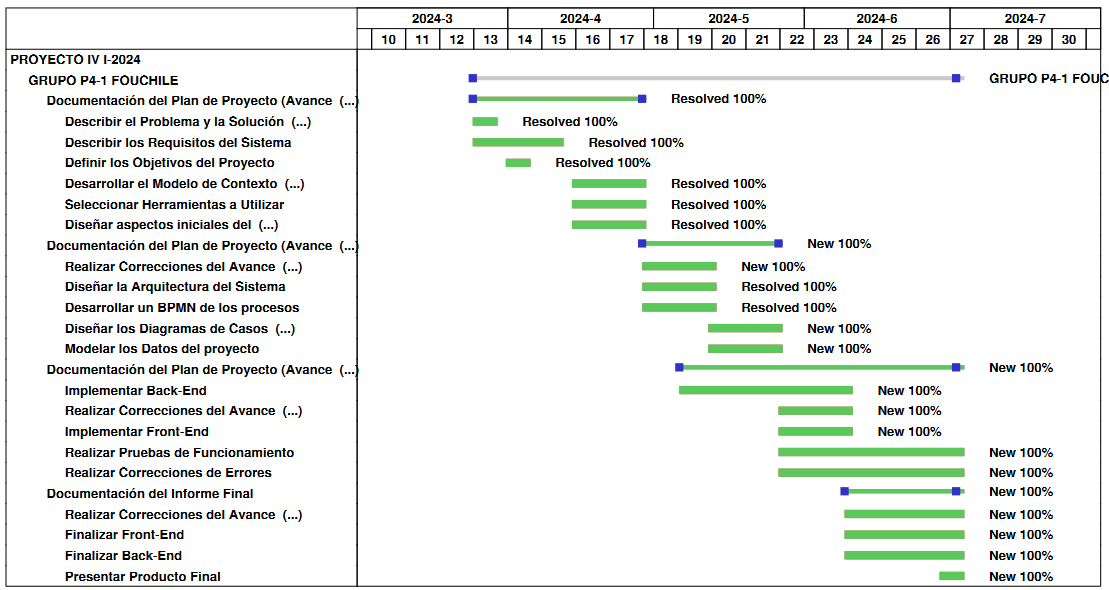 2024-3 2024-4 2024-5 2024-6 2024-7
10 11 12 13 14 15 16 17 18 19 20 21 22 23 24 25 26 27 28 29 30
PROYECTO IV I-2024
GRUPO P4-1 FOUCHILE GRUPO P4-1 FOUC
Documentación del Plan de Proyecto (Avance (...) Resolved 100%
Describir el Problema y la Solución (...) Resolved 100%
Describir los Requisitos del Sistema Resolved 100%
Definir los Objetivos del Proyecto Resolved 100%
Desarrollar el Modelo de Contexto (...) Resolved 100%
Seleccionar Herramientas a Utilizar Resolved 100%
Diseñar aspectos iniciales del (...) Resolved 100%
Documentación del Plan de Proyecto (Avance (...) New 100%
Realizar Correcciones del Avance (...) New 100%
Diseñar la Arquitectura del Sistema Resolved 100%
Desarrollar un BPMN de los procesos Resolved 100%
Diseñar los Diagramas de Casos (...) New 100%
Modelar los Datos del proyecto New 100%
Documentación del Plan de Proyecto (Avance (...) New 100%
Implementar Back-End New 100%
Realizar Correcciones del Avance (...) New 100%
Implementar Front-End New 100%
Realizar Pruebas de Funcionamiento New 100%
Realizar Correcciones de Errores New 100%
Documentación del Informe Final New 100%
Realizar Correcciones del Avance (...) New 100%
Finalizar Front-End New 100%
Finalizar Back-End New 100%
Presentar Producto Final New 100%